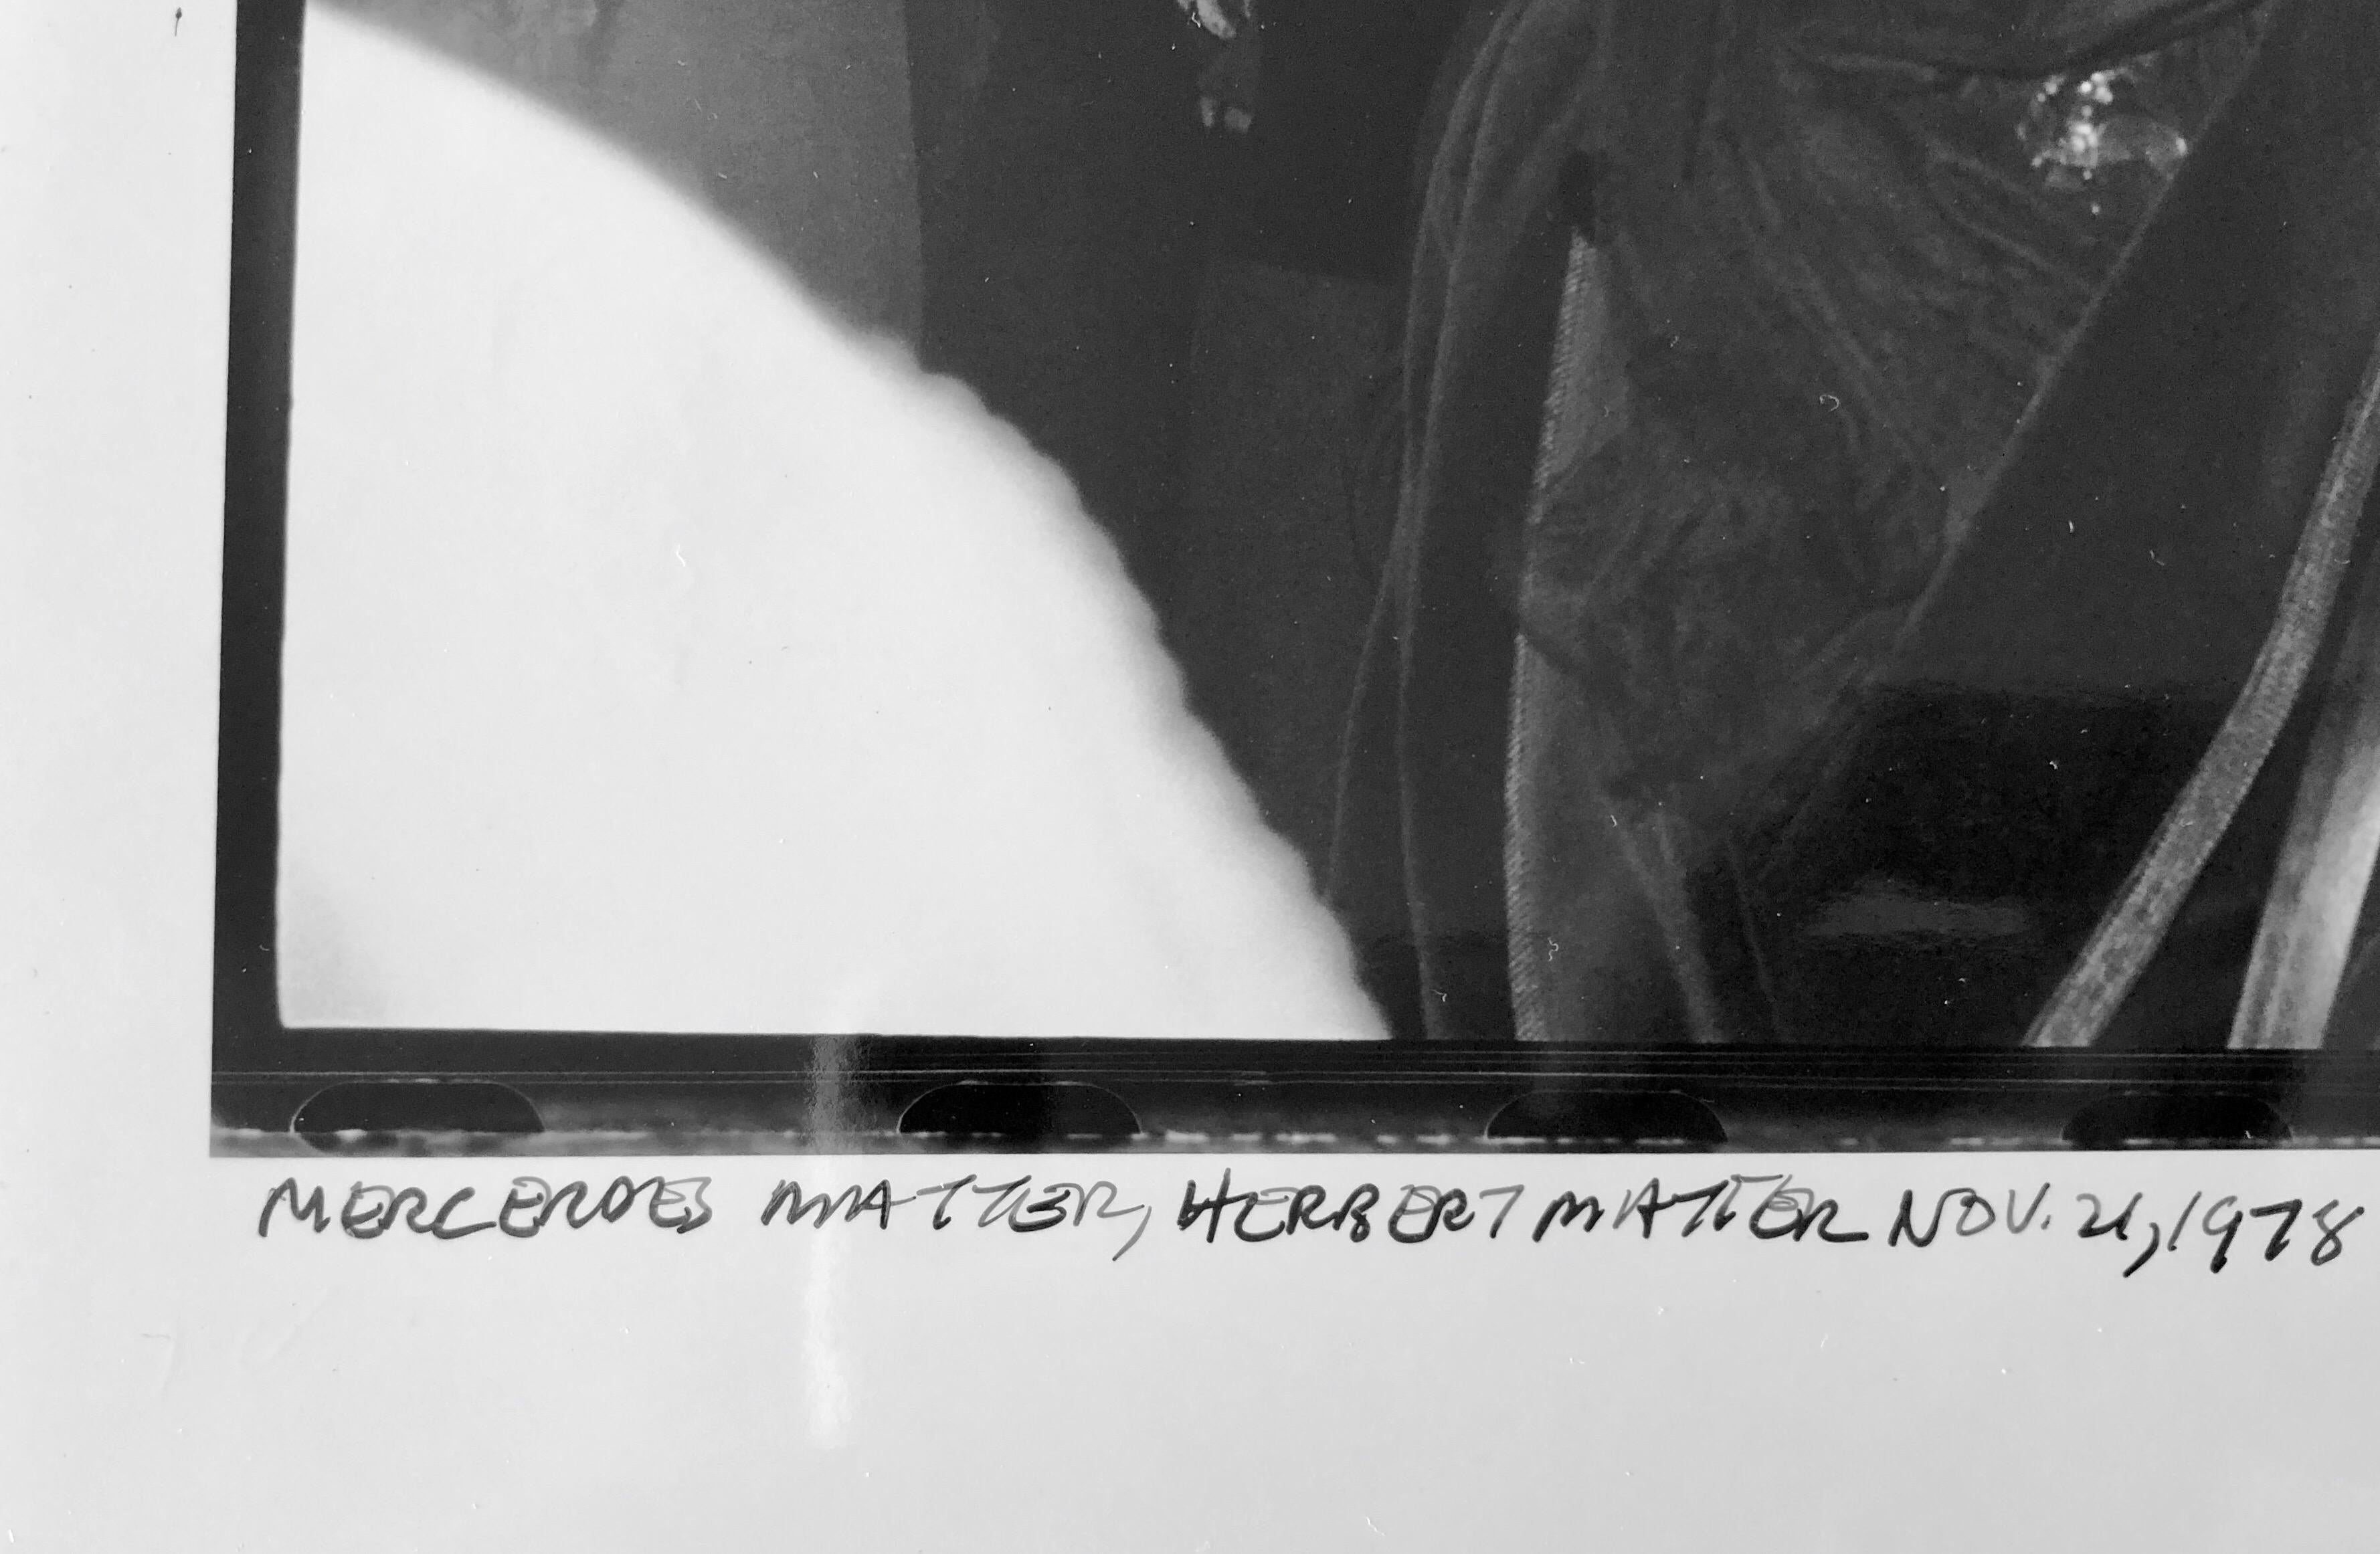 MERCEDES MATTER, HERBERT MATTER NOV. 21, 1978